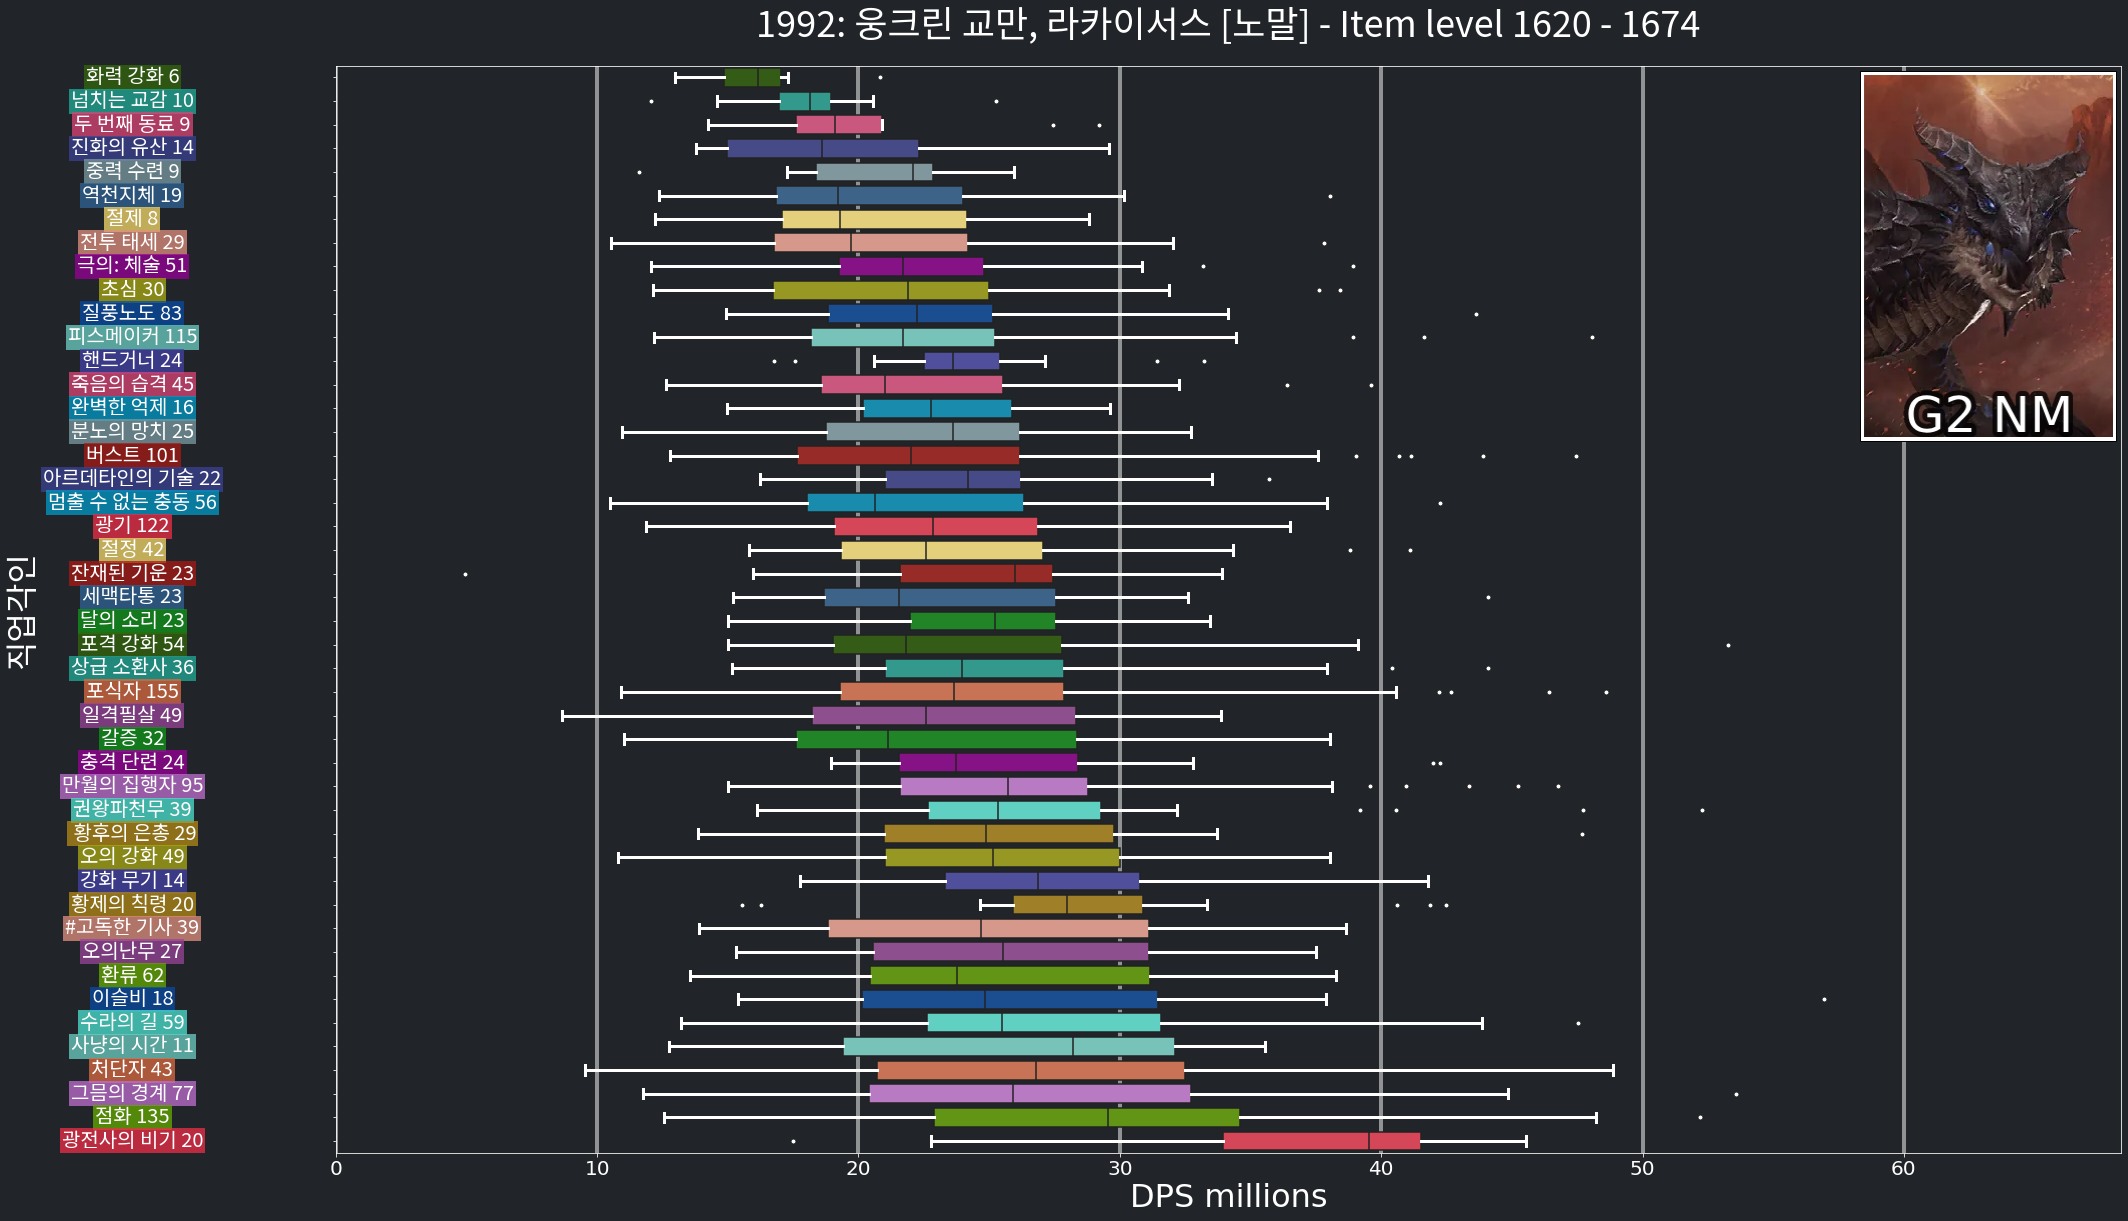 1992: 웅크린 교만, 라카이서스 [노말] - Item level 1620 - 1674
화력 강화 6
넘치는 교감 10
두 번째 동료 9
진화의 유산 14
중력 수련 9
역천지체 19
절제 8
전투 태세 29
극의: 체술 51
초심 30
질풍노도 83
피스메이커 115
핸드거너 24
죽음의 습격 45
완벽한 억제 16
분노의 망치 25
버스트 101
아르데타인의 기술 22
멈출 수 없는 충동 56
광기 122
절정 42
잔재된 기운 23
세맥타통 23
달의 소리 23
포격 강화 54
상급 소환사 36
포식자 155
일격필살 49
갈증 32
충격 단련 24
만월의 집행자 95
권왕파천무 39
황후의 은총 29
오의 강화 49
강화 무기 14
황제의 칙령 20
#고독한 기사 39
오의난무 27
환류 62
이슬비 18
수라의 길 59
사냥의 시간 11
처단자 43
그믐의 경계 77
점화 135
광전사의 비기 20
직업각인
G2 NM
0 10 20 30 40 50 60
DPS millions